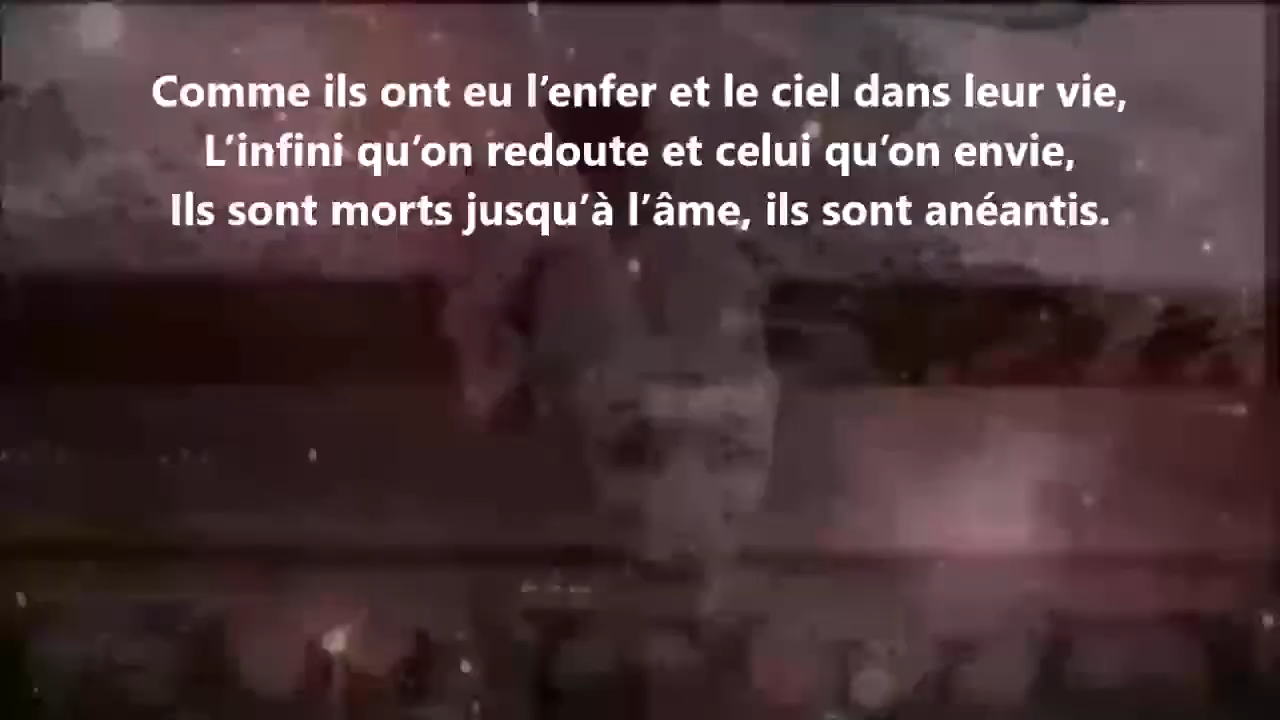 Comme ils ont eu l’enfer et le ciel dans leur vie,
L’infini qu’on redoute et celui qu’on envie,
Ils sont morts jusqu’à l’âme, ils sont anéantis.